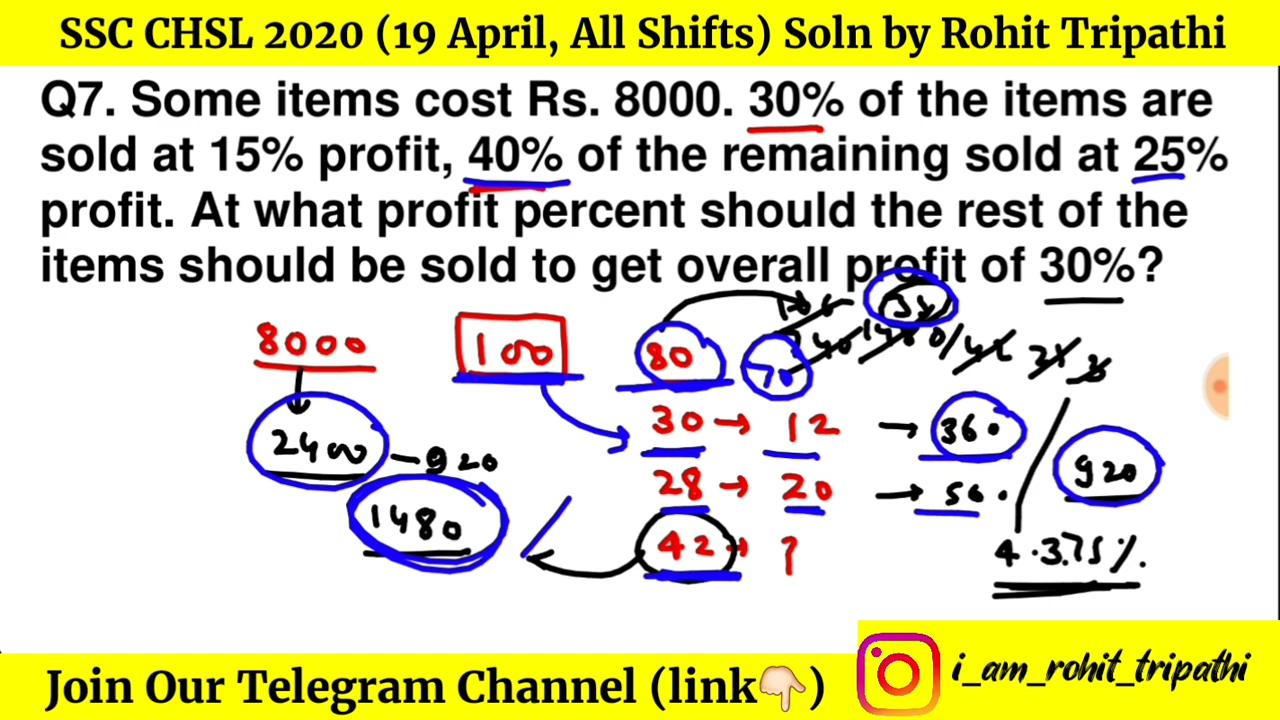 SSC CHSL 2020 (19 April, All Shifts) Soln by Rohit Tripathi
Q7. Some items cost Rs. 8000. 30% of the items are
sold at 15% profit, 40% of the remaining sold at 25%
profit. At what profit percent should the rest of the
items should be sold to get overall profit of 30%?
8000
100
80
70
2400 - 920
1480
30 → 12 → 360
28 → 20 → 560
42 → ?
920
43.75%.
Join Our Telegram Channel (link👇)
i_am_rohit_tripathi